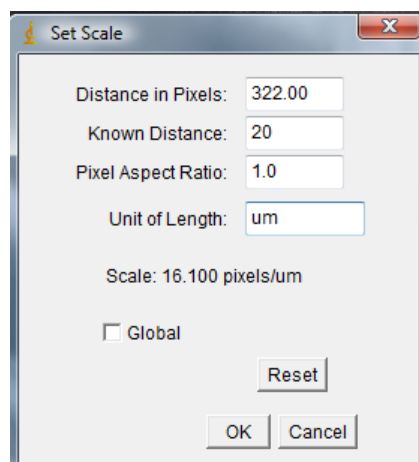 Set Scale
Distance in Pixels: 322.00
Known Distance: 20
Pixel Aspect Ratio: 1.0
Unit of Length: um
Scale: 16.100 pixels/um
Global
Reset
OK Cancel